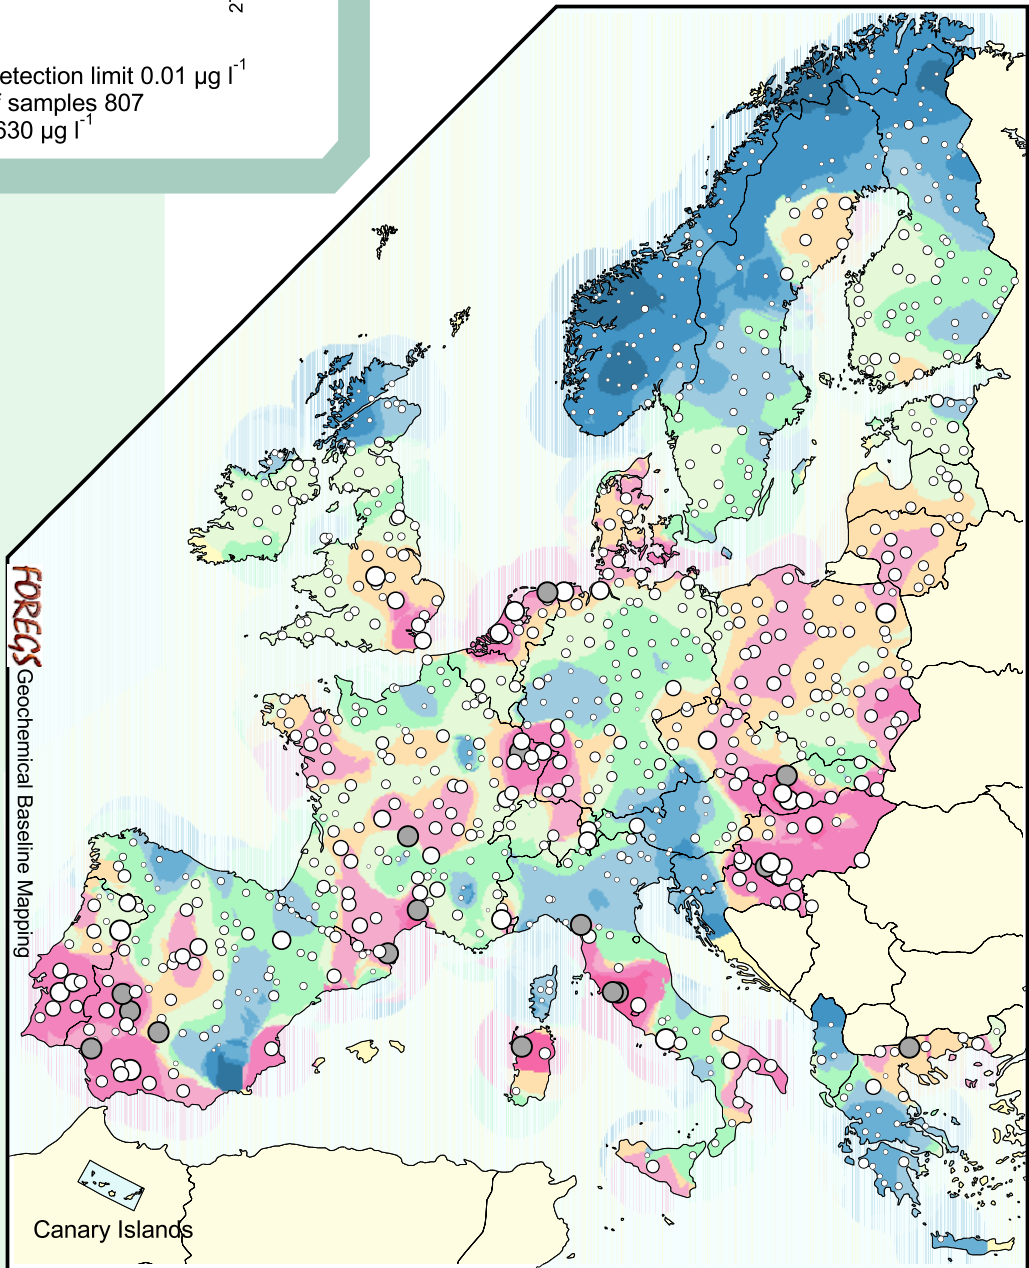 etection limit 0.01 µg l-1
samples 807
630 µg l-1
FOREGS Geochemical Baseline Mapping
Canary Islands